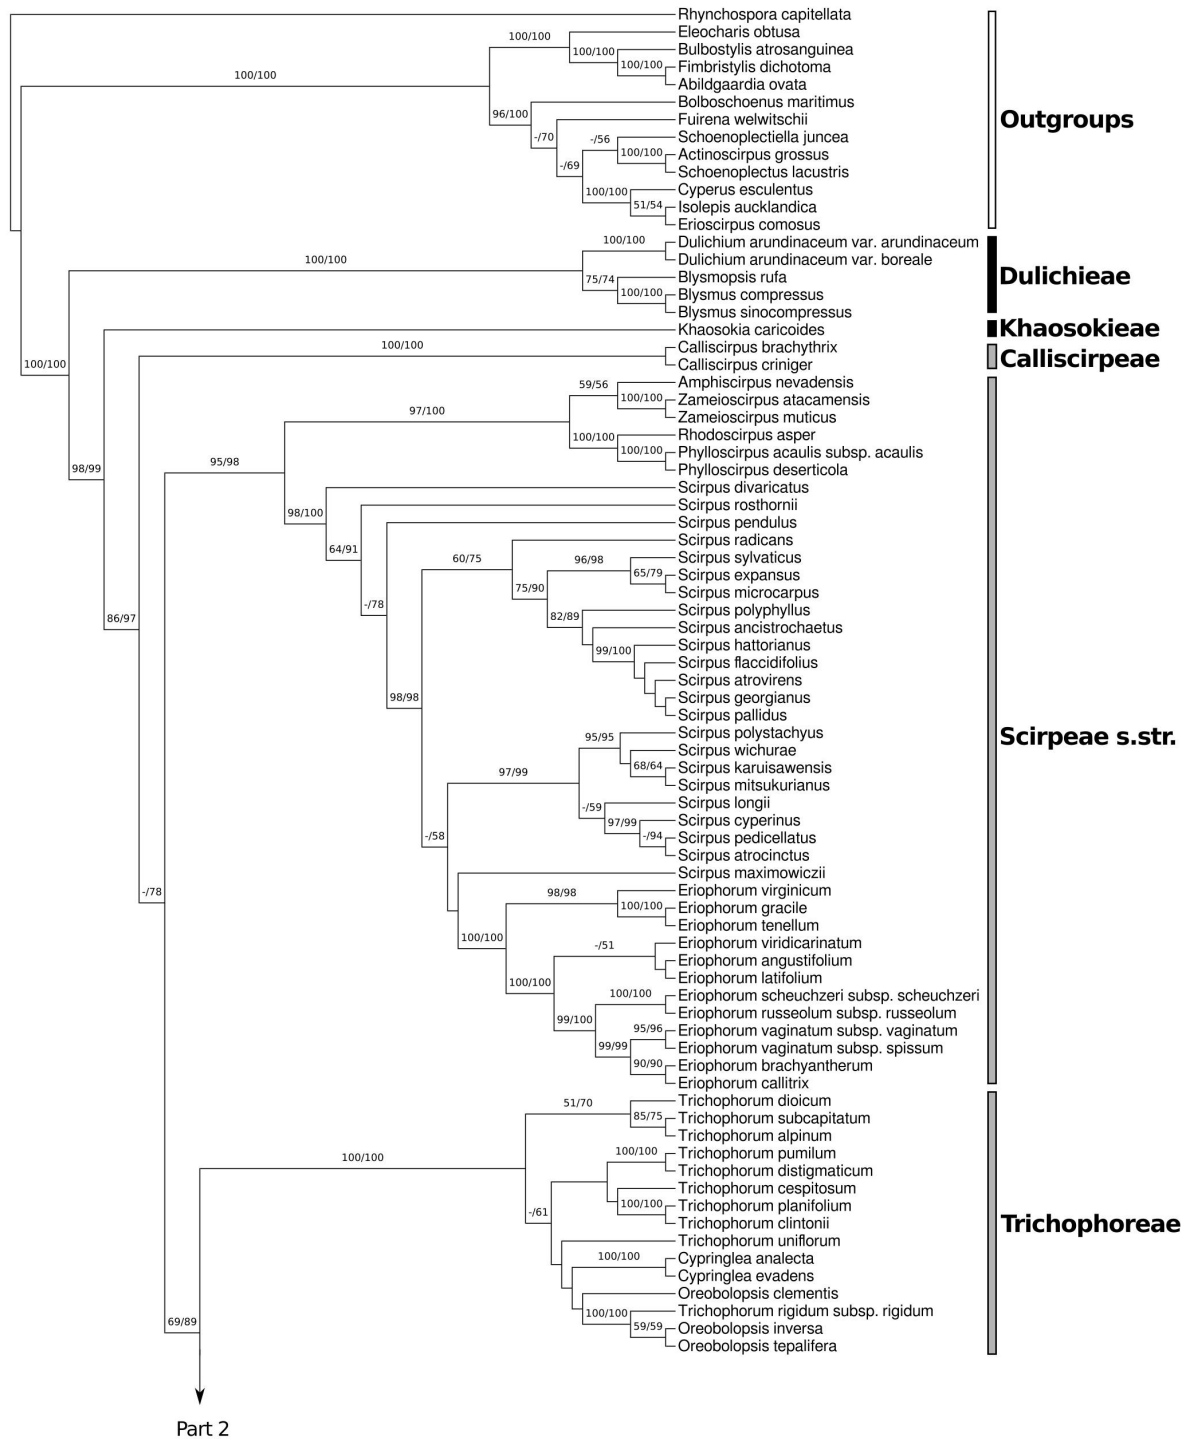 Rhynchospora capitellata
Eleocharis obtusa
100/100
Bulbostylis atrosanguinea
100/100
Fimbristylis dichotoma
100/100
100/100
Abildgaardia ovata
Bolboschoenus maritimus
96/100
Fuirena welwitschii
-/70
Schoenoplectiella juncea
-/56
Actinoscirpus grossus
100/100
-/69
Schoenoplectus lacustris
Outgroups
Cyperus esculentus
100/100
Isolepis aucklandica
51/54
Erioscirpus comosus
Dulichium arundinaceum var. arundinaceum
100/100
Dulichium arundinaceum var. boreale
100/100
Blysmopsis rufa
75/74
Dulichieae
Blysmus compressus
100/100
Blysmus sinocompressus
Khaosokia caricoides
Khaosokieae
Calliscirpus brachythrix
100/100
Calliscirpus criniger
Calliscirpeae
100/100
Amphiscirpus nevadensis
59/56
Zameioscirpus atacamensis
100/100
97/100
Zameioscirpus muticus
Rhodoscirpus asper
100/100
Phylloscirpus acaulis subsp. acaulis
100/100
95/98
Phylloscirpus deserticola
98/99
Scirpus divaricatus
Scirpus rosthornii
98/100
Scirpus pendulus
Scirpus radicans
64/91
Scirpus sylvaticus
60/75
96/98
Scirpus expansus
65/79
Scirpus microcarpus
75/90
Scirpus polyphyllus
-/78
86/97
82/89
Scirpus ancistrochaetus
Scirpus hattorianus
99/100
Scirpus flaccidifolius
Scirpus atrovirens
Scirpus georgianus
98/98
Scirpus pallidus
Scirpus polystachyus
95/95
Scirpeae s.str.
Scirpus wichurae
Scirpus karuisawensis
68/64
97/99
Scirpus mitsukurianus
Scirpus longii
-/59
Scirpus cyperinus
97/99
Scirpus pedicellatus
-/94
-/58
Scirpus atrocinctus
Scirpus maximowiczii
Eriophorum virginicum
98/98
-/78
Eriophorum gracile
100/100
Eriophorum tenellum
100/100
Eriophorum viridicarinatum
-/51
Eriophorum angustifolium
Eriophorum latifolium
100/100
Eriophorum scheuchzeri subsp. scheuchzeri
100/100
Eriophorum russeolum subsp. russeolum
99/100
Eriophorum vaginatum subsp. vaginatum
95/96
Eriophorum vaginatum subsp. spissum
99/99
Eriophorum brachyantherum
90/90
Eriophorum callitrix
Trichophorum dioicum
51/70
Trichophorum subcapitatum
85/75
Trichophorum alpinum
Trichophorum pumilum
100/100
100/100
Trichophorum distigmaticum
Trichophorum cespitosum
Trichophorum planifolium
100/100
-/61
Trichophorum clintonii
Trichophoreae
Trichophorum uniflorum
Cypringlea analecta
100/100
Cypringlea evadens
Oreobolopsis clementis
Trichophorum rigidum subsp. rigidum
100/100
69/89
Oreobolopsis inversa
59/59
Oreobolopsis tepalifera
Part 2